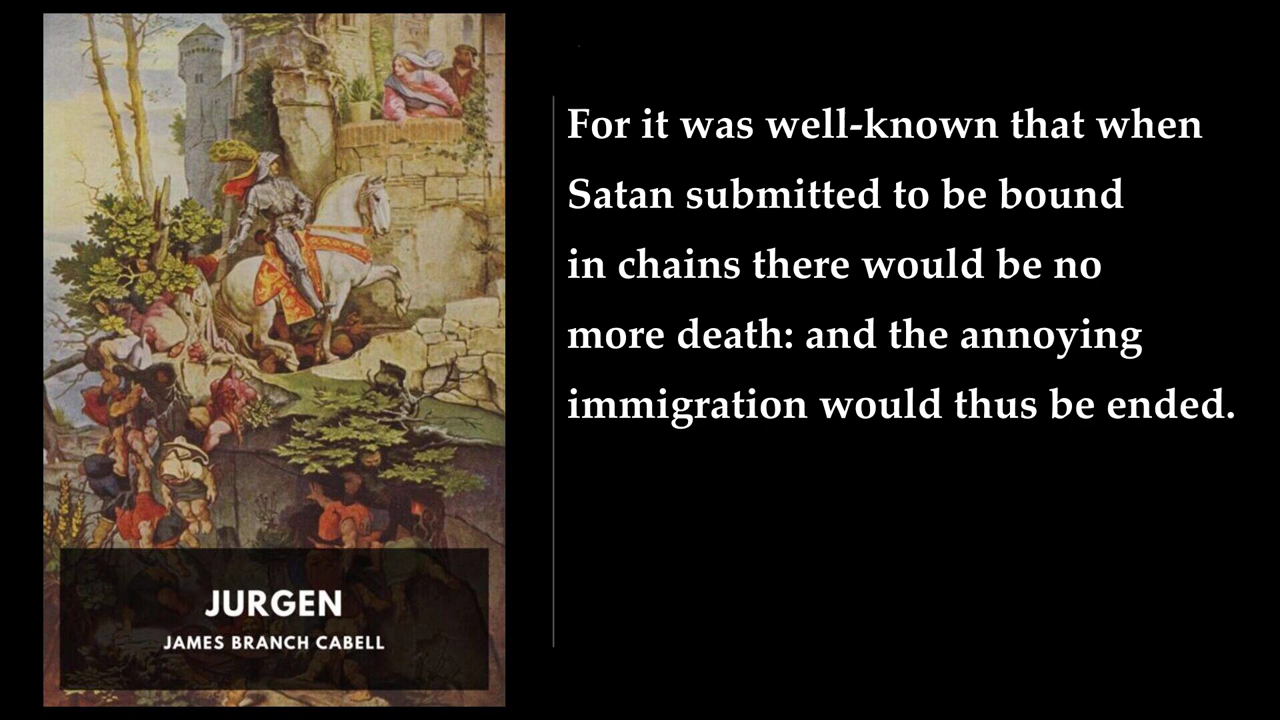 JURGEN
JAMES BRANCH CABELL
For it was well-known that when
Satan submitted to be bound
in chains there would be no
more death: and the annoying
immigration would thus be ended.